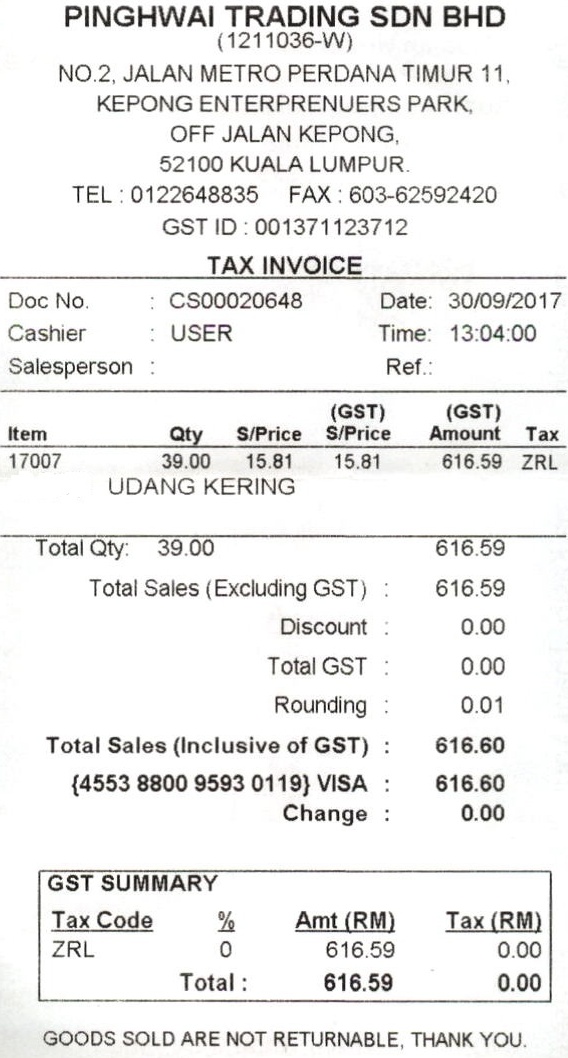 PINGHWAI TRADING SDN BHD
(1211036-W)
NO.2, JALAN METRO PERDANA TIMUR 11,
KEPONG ENTERPRENUERS PARK,
OFF JALAN KEPONG,
52100 KUALA LUMPUR.
TEL : 0122648835 FAX : 603-62592420
GST ID : 001371123712
TAX INVOICE
Doc No. : CS00020648 Date: 30/09/2017
Cashier : USER Time: 13:04:00
Salesperson : Ref.:
(GST) (GST)
Item Qty S/Price S/Price Amount Tax
17007 39.00 15.81 15.81 616.59 ZRL
UDANG KERING
Total Qty: 39.00 616.59
Total Sales (Excluding GST) : 616.59
Discount : 0.00
Total GST : 0.00
Rounding : 0.01
Total Sales (Inclusive of GST) : 616.60
{4553 8800 9593 0119} VISA : 616.60
Change : 0.00
GST SUMMARY
Tax Code % Amt (RM) Tax (RM)
ZRL 0 616.59 0.00
Total : 616.59 0.00
GOODS SOLD ARE NOT RETURNABLE, THANK YOU.